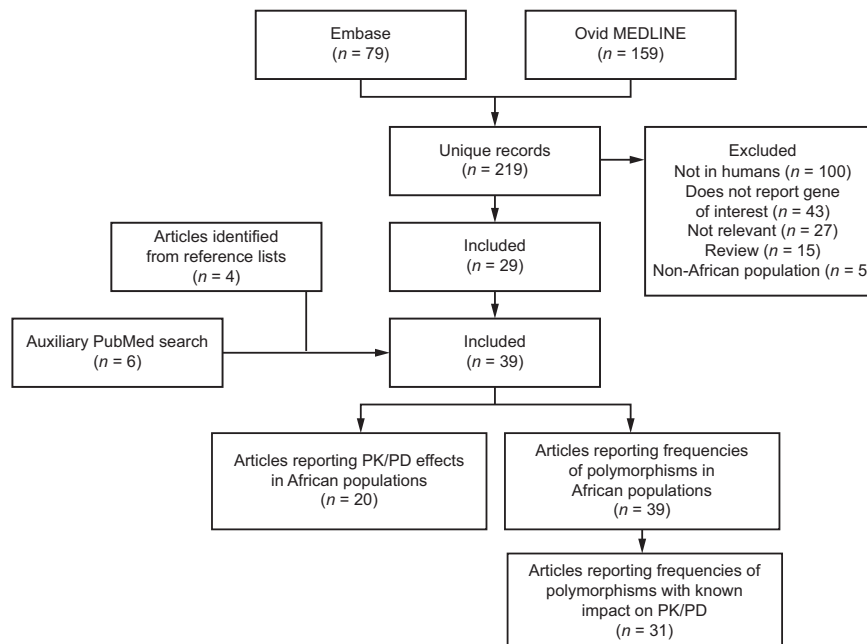 Embase
(n = 79)
Ovid MEDLINE
(n = 159)
Unique records
(n = 219)
Excluded
Not in humans (n = 100)
Does not report gene
of interest (n = 43)
Not relevant (n = 27)
Review (n = 15)
Non-African population (n = 5
Articles identified
from reference lists
(n = 4)
Included
(n = 29)
Auxiliary PubMed search
(n = 6)
Included
(n = 39)
Articles reporting PK/PD effects
in African populations
(n = 20)
Articles reporting frequencies
of polymorphisms in
African populations
(n = 39)
Articles reporting frequencies of
polymorphisms with known
impact on PK/PD
(n = 31)